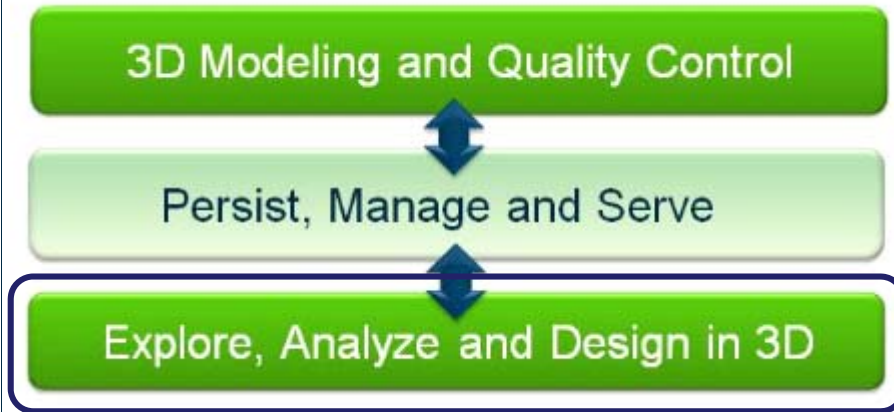 3D Modeling and Quality Control
Persist, Manage and Serve
Explore, Analyze and Design in 3D